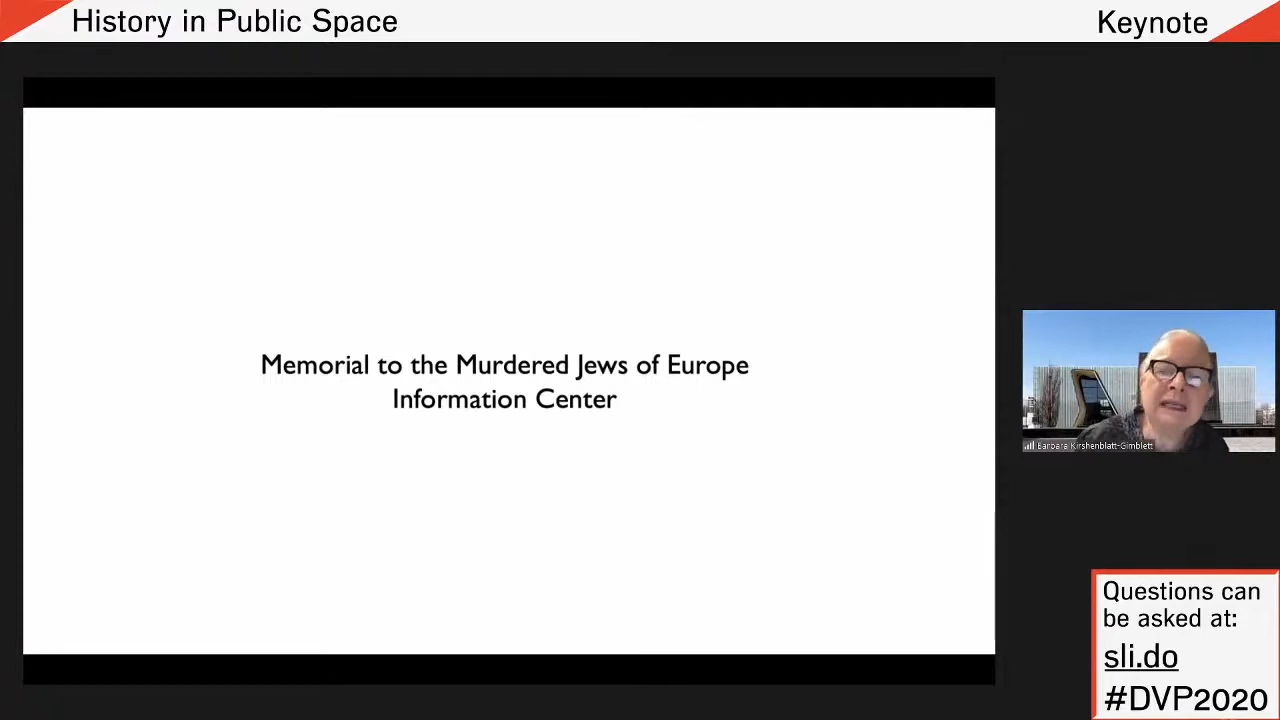 History in Public Space
Keynote
Memorial to the Murdered Jews of Europe
Information Center
Barbara Kirshenblatt-Gimblett
Questions can
be asked at:
sli.do
#DVP2020